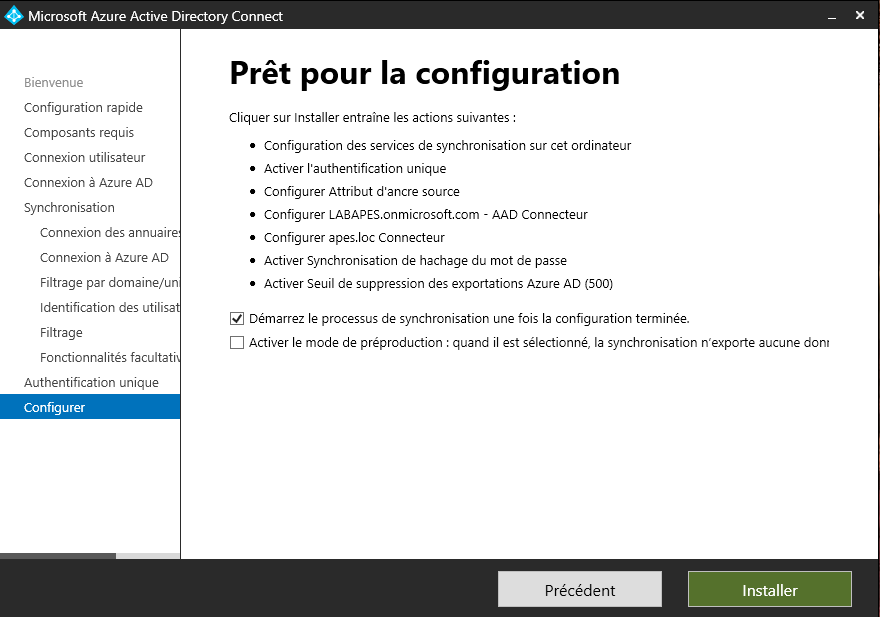 Microsoft Azure Active Directory Connect
Bienvenue
Configuration rapide
Composants requis
Connexion utilisateur
Connexion à Azure AD
Synchronisation
Connexion des annuaires
Connexion à Azure AD
Filtrage par domaine/uni
Identification des utilisat
Filtrage
Fonctionnalités facultativ
Authentification unique
Configurer
Prêt pour la configuration
Cliquer sur Installer entraîne les actions suivantes :
• Configuration des services de synchronisation sur cet ordinateur
• Activer l'authentification unique
• Configurer Attribut d'ancre source
• Configurer LABAPES.onmicrosoft.com - AAD Connecteur
• Configurer apes.loc Connecteur
• Activer Synchronisation de hachage du mot de passe
• Activer Seuil de suppression des exportations Azure AD (500)
Démarrez le processus de synchronisation une fois la configuration terminée.
Activer le mode de préproduction : quand il est sélectionné, la synchronisation n’exporte aucune donn
Précédent
Installer